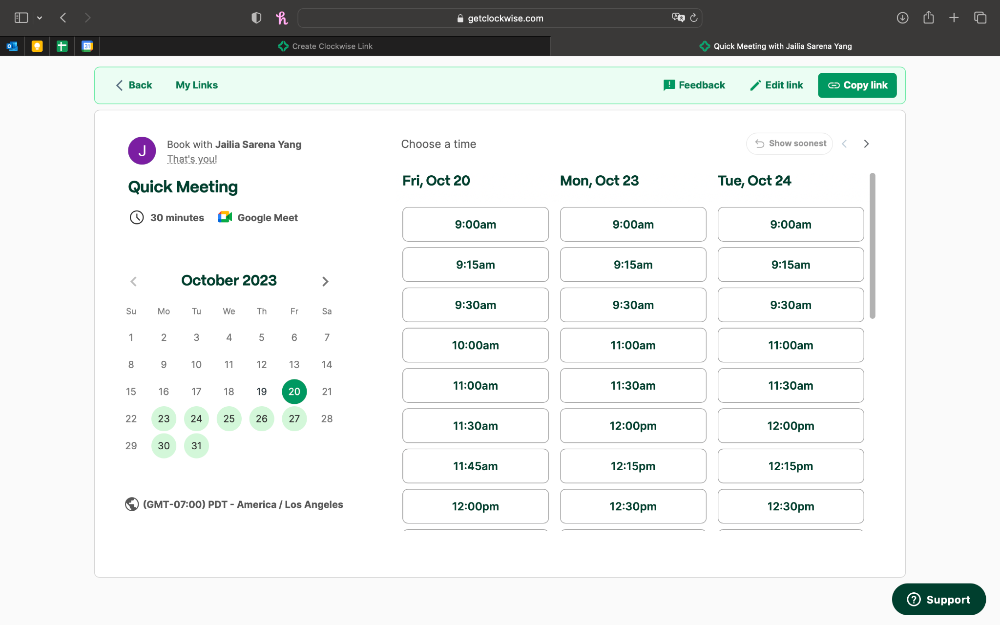 getclockwise.com
31
Create Clockwise Link
Quick Meeting with Jailia Sarena Yang
Back
My Links
Feedback
Edit link
Copy link
J
Book with Jailia Sarena Yang
That's you!
Quick Meeting
30 minutes
Google Meet
October 2023
Su Mo Tu We Th Fr Sa
1 2 3 4 5 6 7
8 9 10 11 12 13 14
15 16 17 18 19 20 21
22 23 24 25 26 27 28
29 30 31
(GMT-07:00) PDT - America / Los Angeles
Choose a time
Show soonest
Fri, Oct 20 Mon, Oct 23 Tue, Oct 24
9:00am 9:00am 9:00am
9:15am 9:15am 9:15am
9:30am 9:30am 9:30am
10:00am 11:00am 11:00am
11:00am 11:30am 11:30am
11:30am 12:00pm 12:00pm
11:45am 12:15pm 12:15pm
12:00pm 12:30pm 12:30pm
Support